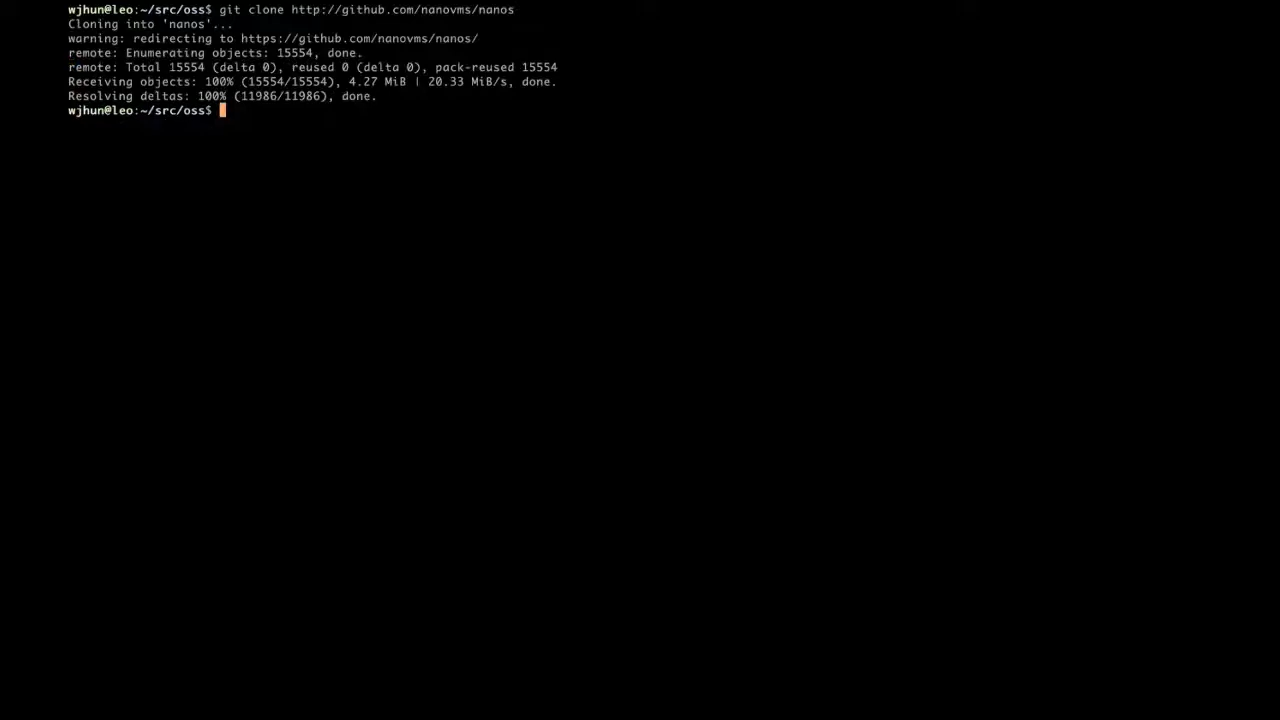 wjhun@leo:~/src/oss$ git clone http://github.com/nanovms/nanos
Cloning into 'nanos'...
warning: redirecting to https://github.com/nanovms/nanos/
remote: Enumerating objects: 15554, done.
remote: Total 15554 (delta 0), reused 0 (delta 0), pack-reused 15554
Receiving objects: 100% (15554/15554), 4.27 MiB | 20.33 MiB/s, done.
Resolving deltas: 100% (11986/11986), done.
wjhun@leo:~/src/oss$